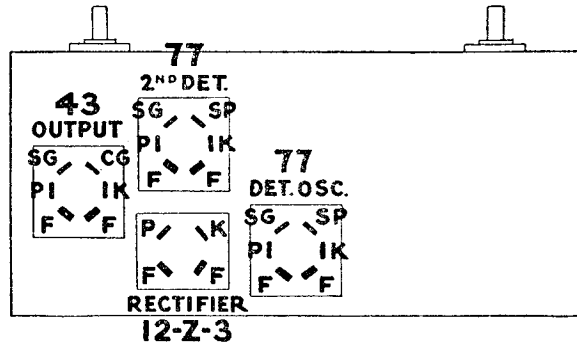 77
2ND DET.
SG SP
PI IK
F F
43
OUTPUT
SG CG
PI IK
F F
77
DET. OSC.
SG SP
PI IK
F F
P K
F F
RECTIFIER
12-Z-3